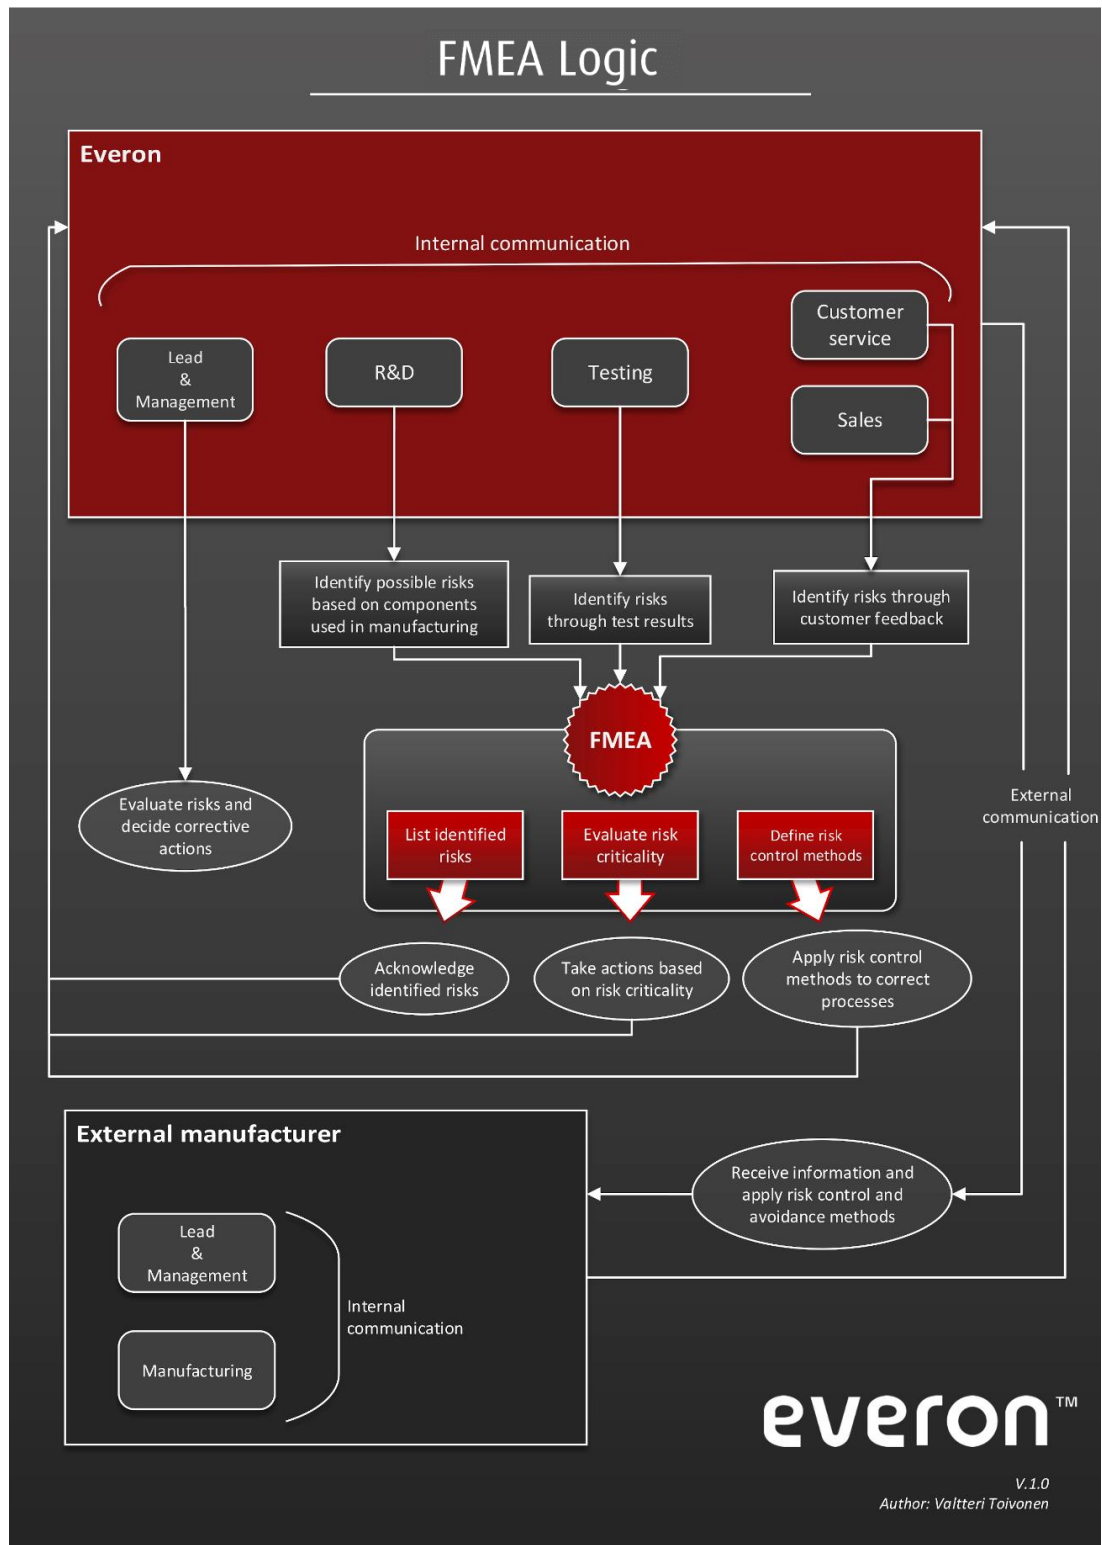 FMEA Logic
Everon
Internal communication
Customer
service
Lead
&
Management
R&D
Testing
Sales
Identify possible risks
based on components
used in manufacturing
Identify risks
through test results
Identify risks through
customer feedback
FMEA
Evaluate risks and
decide corrective
actions
List identified
risks
Evaluate risk
criticality
Define risk
control methods
External
communication
Acknowledge
identified risks
Take actions based
on risk criticality
Apply risk control
methods to correct
processes
External manufacturer
Receive information and
apply risk control and
avoidance methods
Lead
&
Management
Internal
communication
Manufacturing
everon™
V.1.0
Author: Valtteri Toivonen